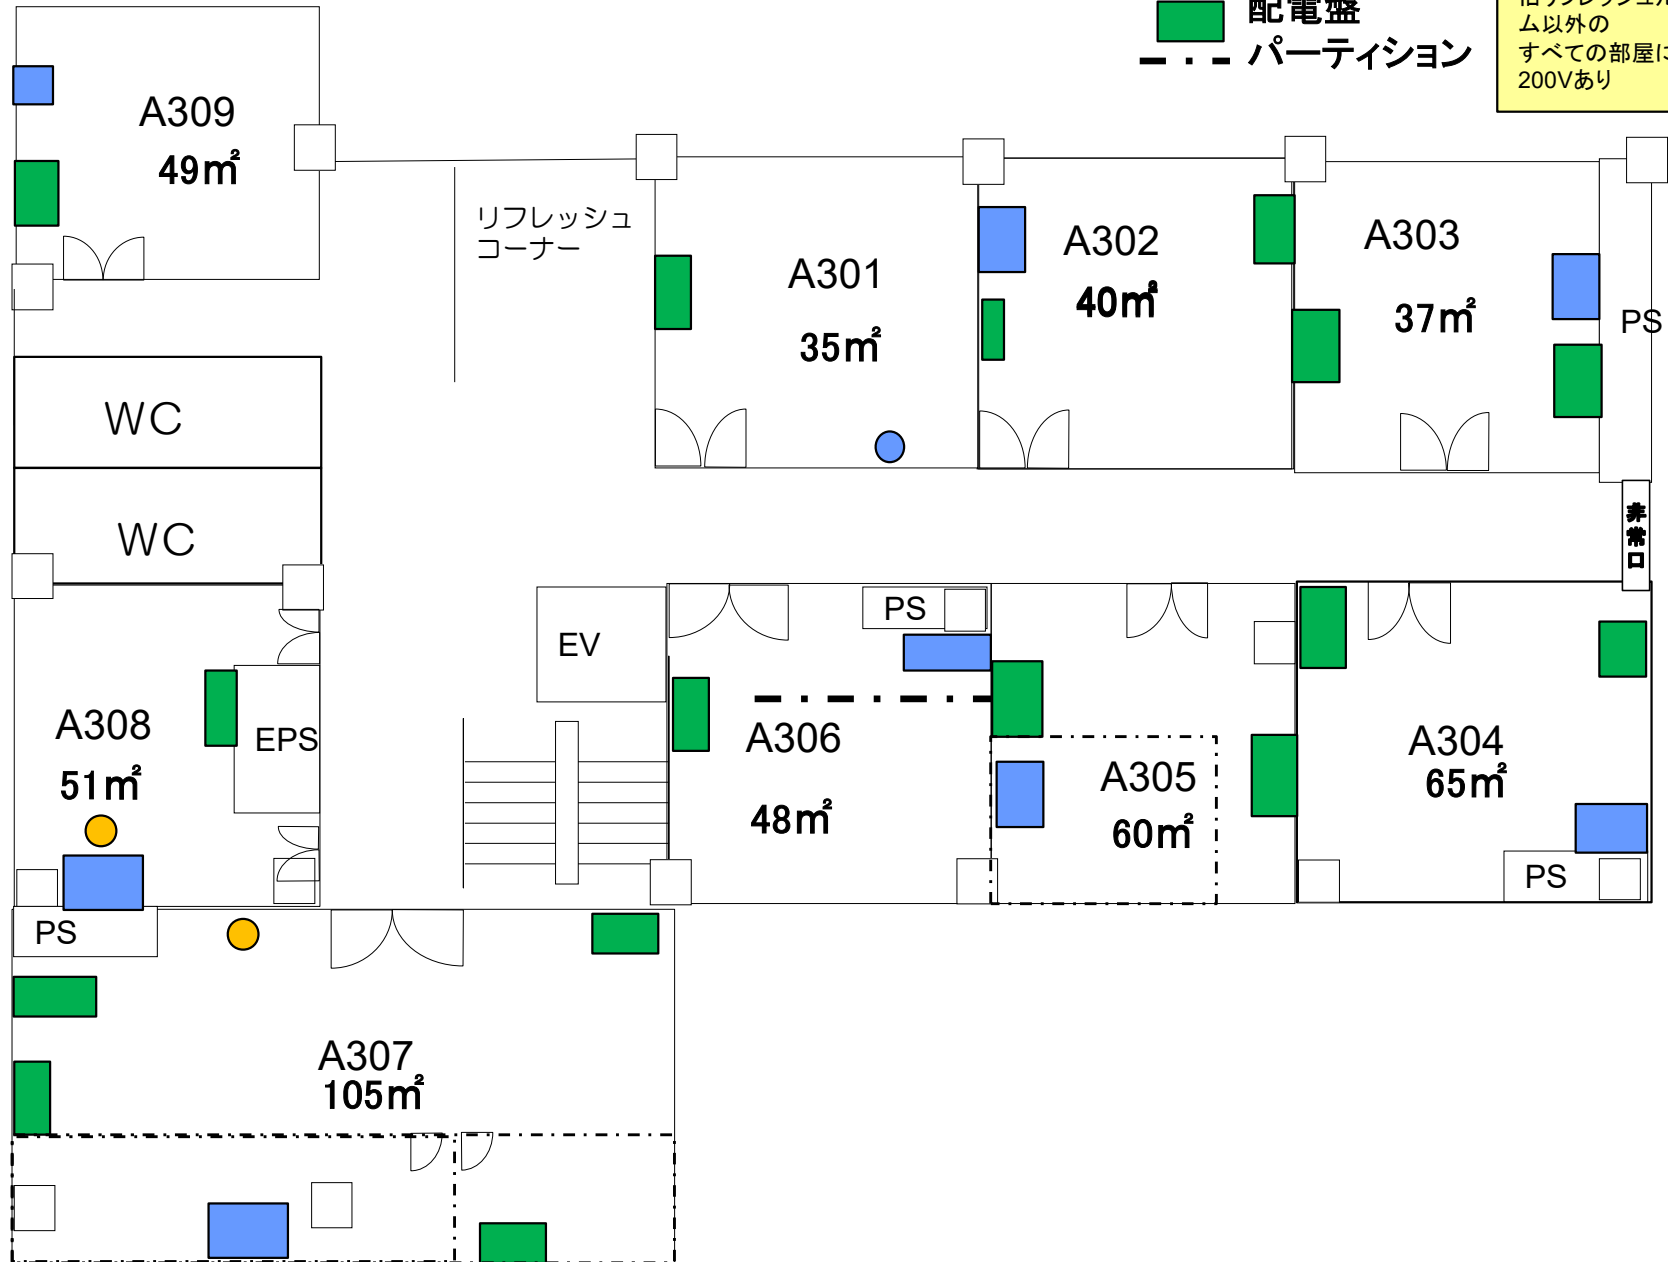 配電盤
パーティション
ム以外の
すべての部屋に
200Vあり
A309
49㎡
リフレッシュ
コーナー
A301
35㎡
A302
40㎡
A303
37㎡
PS
WC
WC
非常口
EV
PS
A308
51㎡
EPS
A306
48㎡
A305
60㎡
A304
65㎡
PS
PS
A307
105㎡